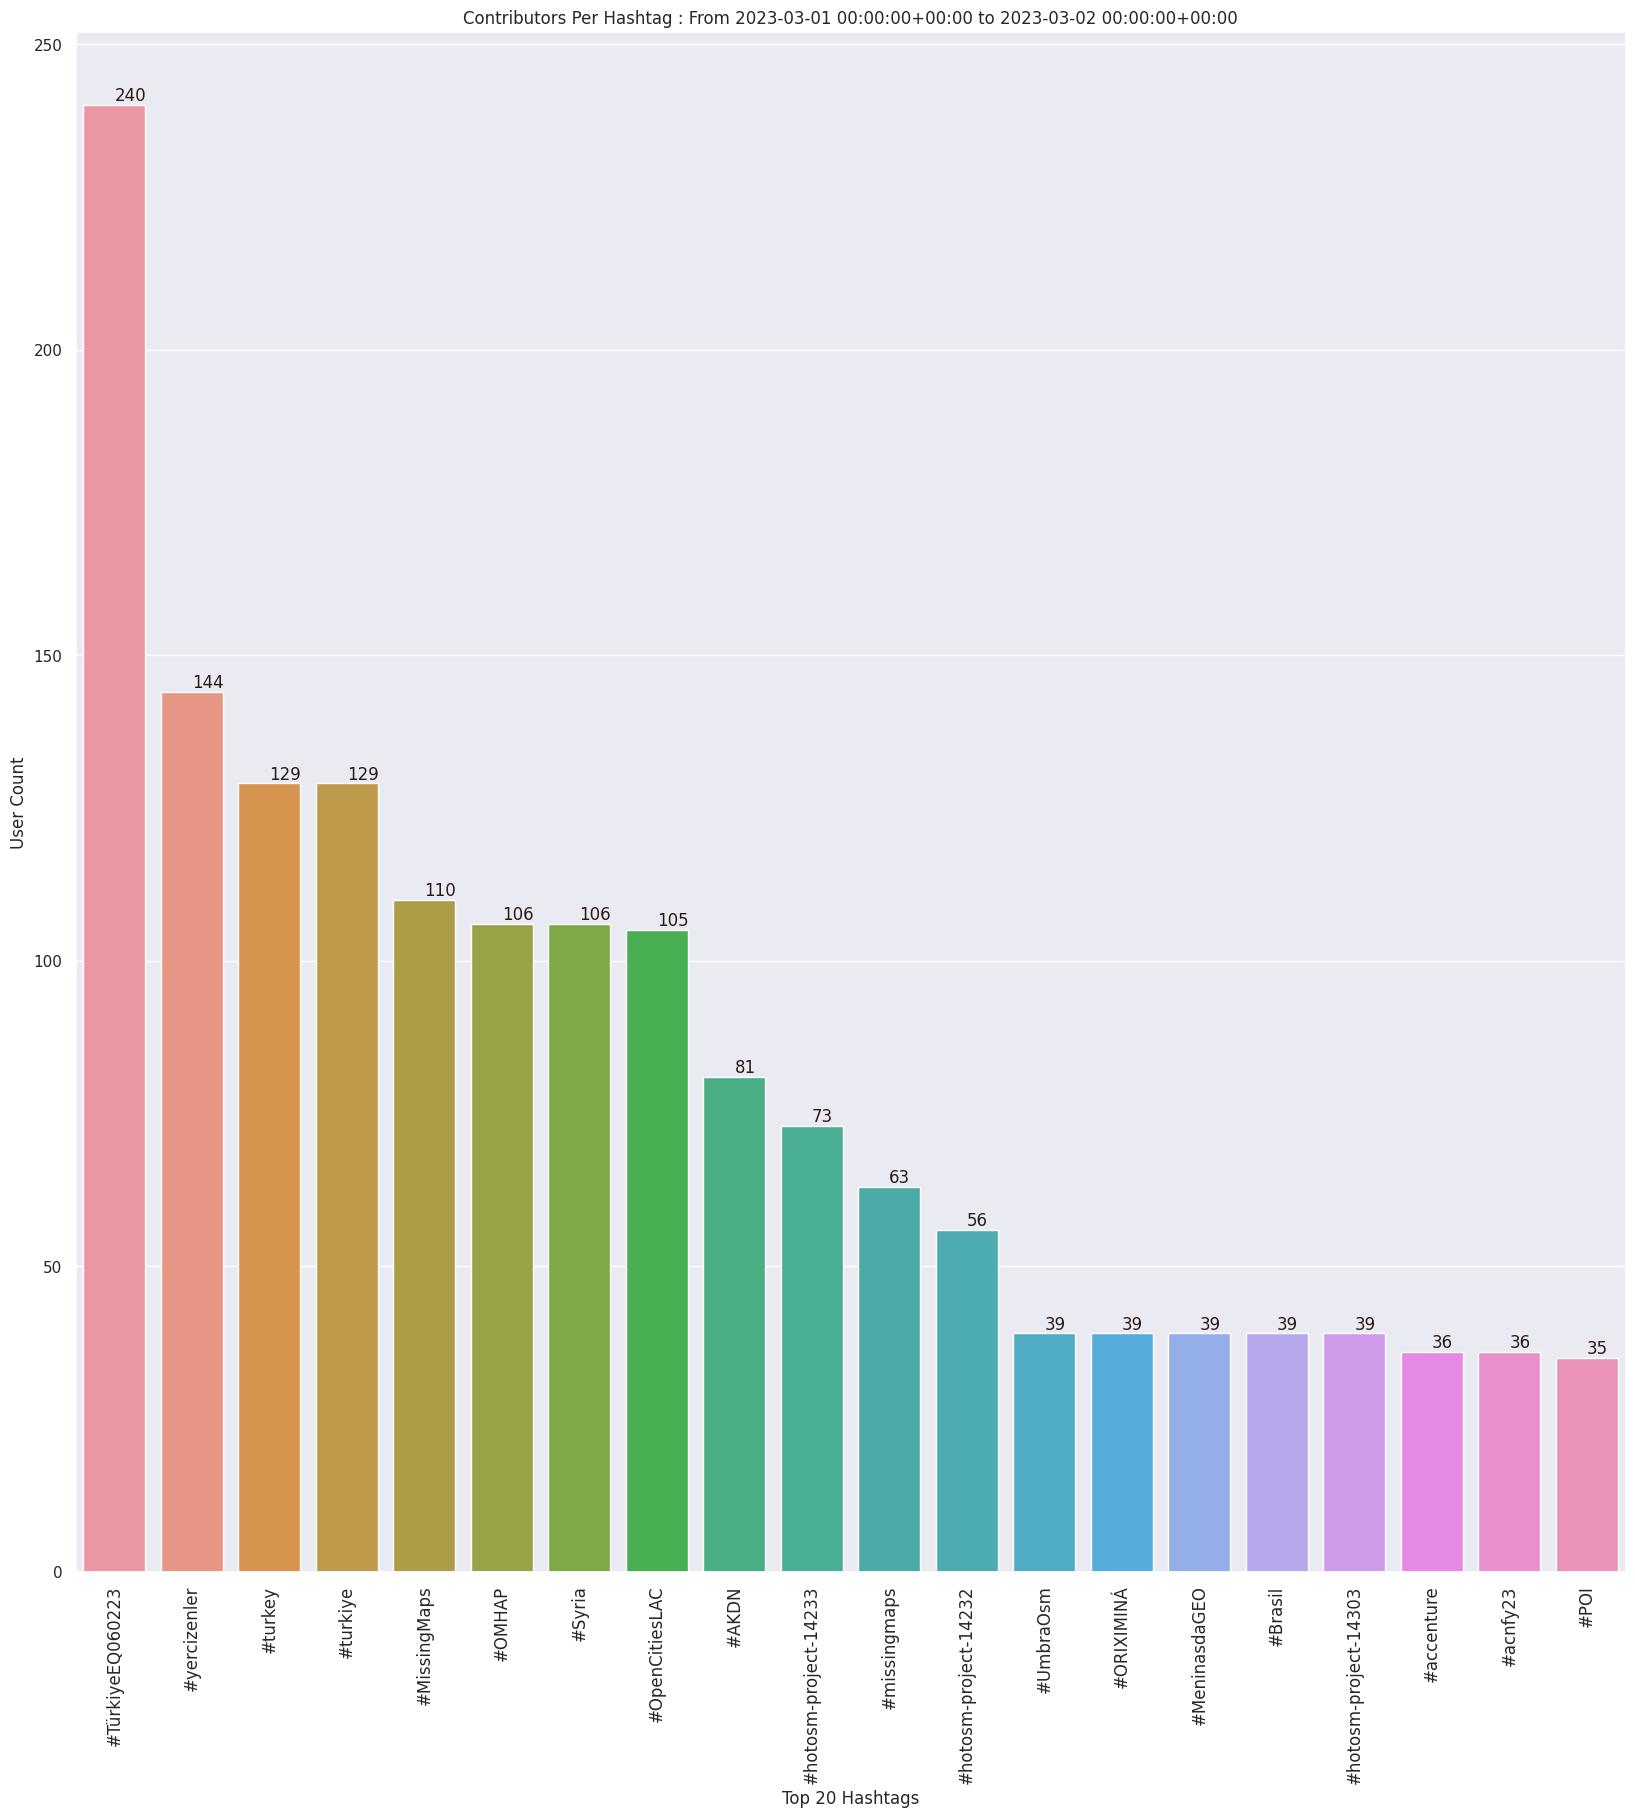 Contributors Per Hashtag : From 2023-03-01 00:00:00+00:00 to 2023-03-02 00:00:00+00:00
250
200
150
100
50
0
User Count
240
144
129
129
110
106
106
105
81
73
63
56
39
39
39
39
39
36
36
35
#TürkiyeEQ060223
#yercizenler
#turkey
#turkiye
#MissingMaps
#OMHAP
#Syria
#OpenCitiesLAC
#AKDN
#hotosm-project-14233
#missingmaps
#hotosm-project-14232
#UmbraOsm
#ORIXIMINÁ
#MeninasdaGEO
#Brasil
#hotosm-project-14303
#accenture
#acnfy23
#POI
Top 20 Hashtags